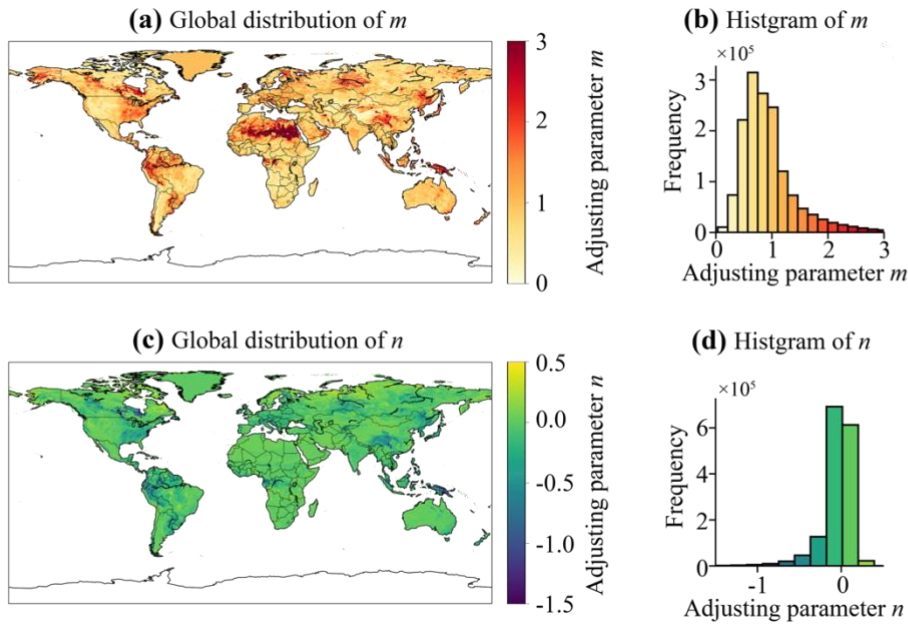 (a) Global distribution of m
3
2
1
0
Adjusting parameter m
(b) Histgram of m
×10⁵
3
2
1
0
Frequency
0 1 2 3
Adjusting parameter m
(c) Global distribution of n
0.5
0.0
-0.5
-1.0
-1.5
Adjusting parameter n
(d) Histgram of n
×10⁵
6
4
2
0
Frequency
-1 0
Adjusting parameter n